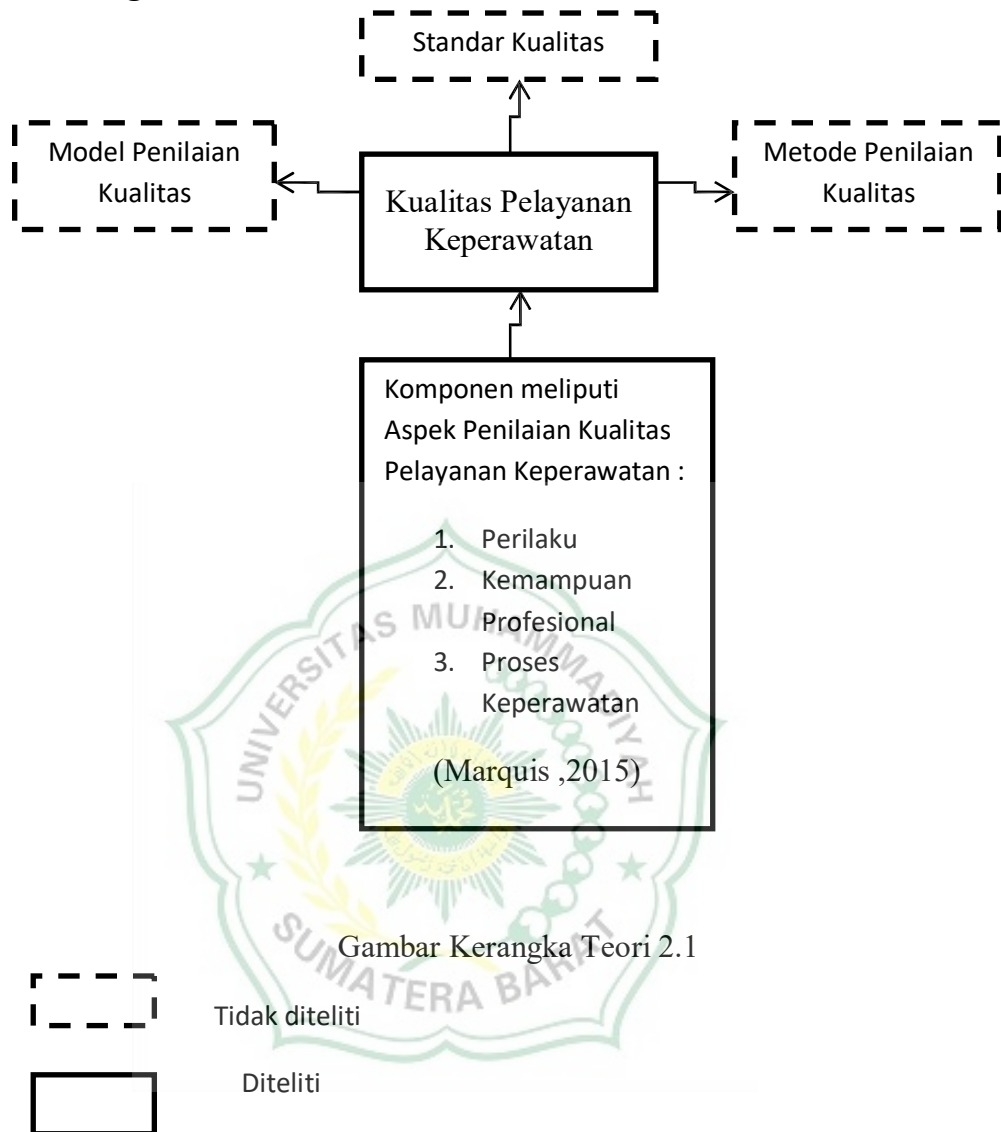 Standar Kualitas
Model Penilaian
Kualitas
Metode Penilaian
Kualitas
Kualitas Pelayanan
Keperawatan
Komponen meliputi
Aspek Penilaian Kualitas
Pelayanan Keperawatan :
1. Perilaku
2. Kemampuan
Profesional
3. Proses
Keperawatan
(Marquis ,2015)
UNIVERSITAS MUHAMMADIYAH
SUMATERA BARAT
Gambar Kerangka Teori 2.1
Tidak diteliti
Diteliti